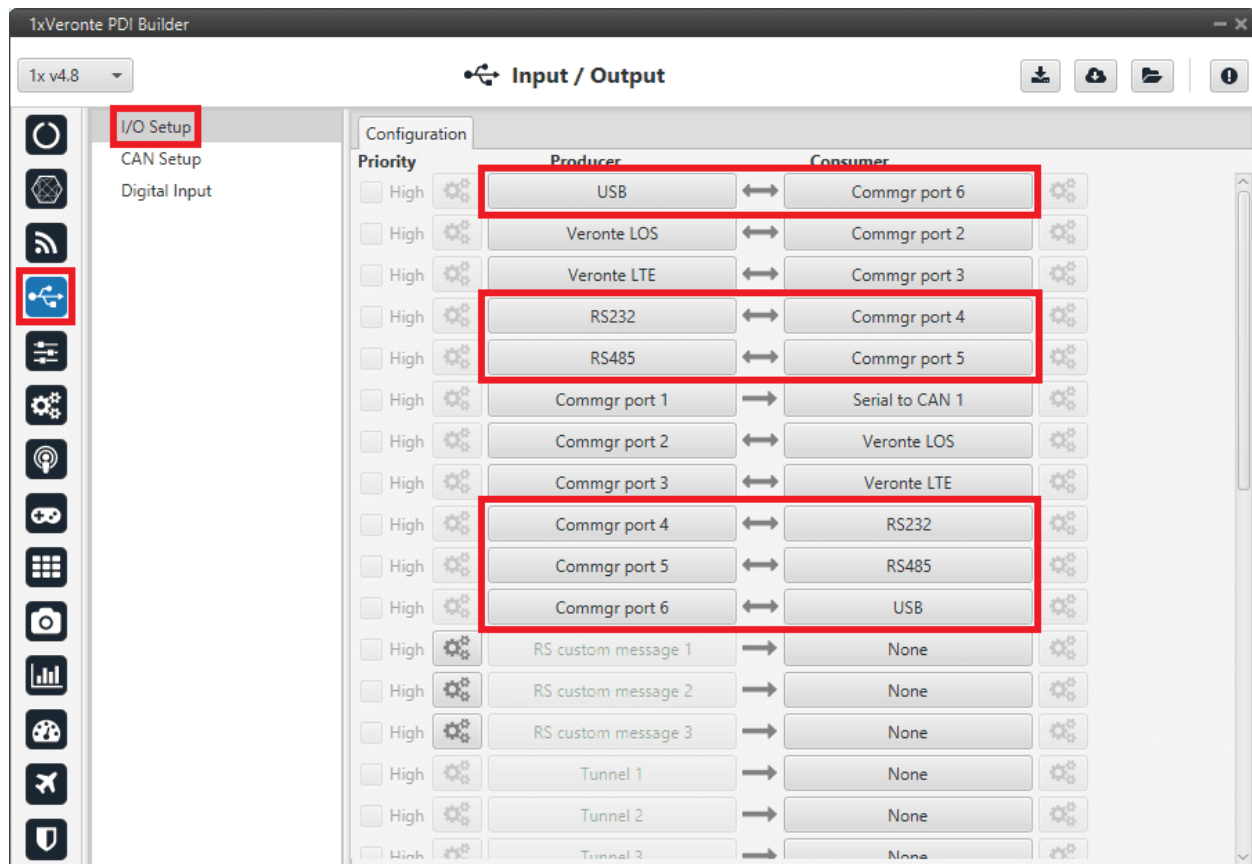 1xVeronte PDI Builder
1x v4.8
Input / Output
I/O Setup
CAN Setup
Digital Input
Configuration
Priority Producer Consumer
High USB Commgr port 6
High Veronte LOS Commgr port 2
High Veronte LTE Commgr port 3
High RS232 Commgr port 4
High RS485 Commgr port 5
High Commgr port 1 Serial to CAN 1
High Commgr port 2 Veronte LOS
High Commgr port 3 Veronte LTE
High Commgr port 4 RS232
High Commgr port 5 RS485
High Commgr port 6 USB
High RS custom message 1 None
High RS custom message 2 None
High RS custom message 3 None
High Tunnel 1 None
High Tunnel 2 None
High Tunnel 3 None